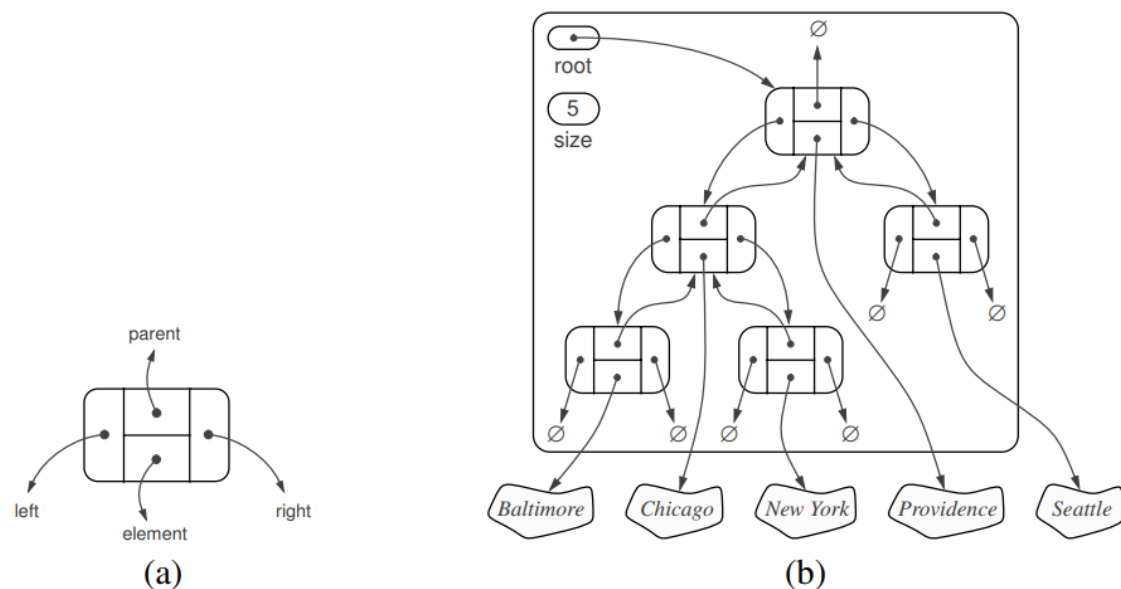 parent
left
element
right
(a)
∅
root
5
size
∅
∅
∅
∅
∅
∅
Baltimore
Chicago
New York
Providence
Seattle
(b)